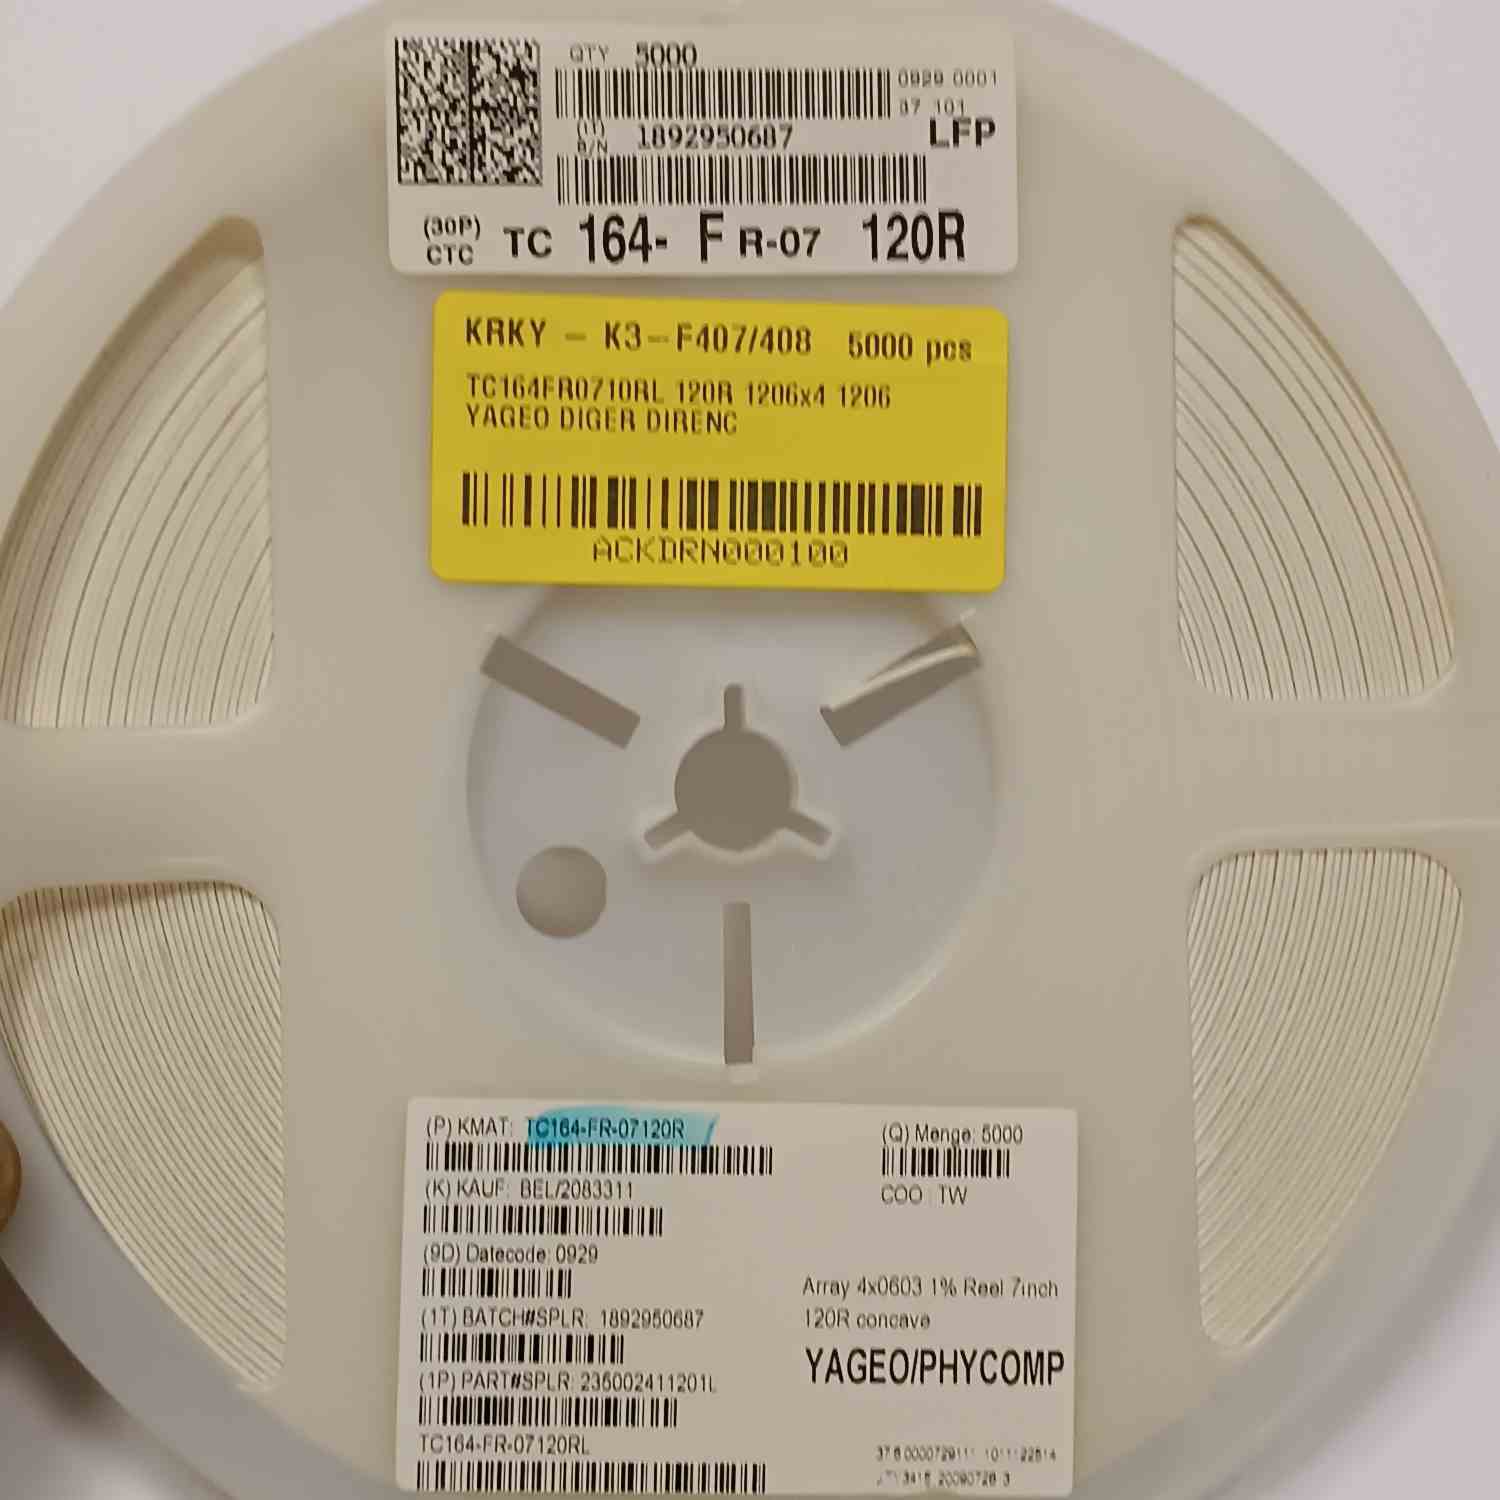 QTY 5000
0929 0001
37 101
(1T) B/N 1892950687
LFP
(30P) CTC TC 164- F R-07 120R
KRKY - K3-F407/408 5000 pcs
TC164FR0710RL 120R 1206x4 1206
YAGEO DIGER DIRENC
ACKDRN000100
(P) KMAT: TC164-FR-07120R
(Q) Menge: 5000
(K) KAUF: BEL/2083311
COO : TW
(9D) Datecode: 0929
Array 4x0603 1% Reel 7inch
(1T) BATCH#SPLR: 1892950687
120R concave
YAGEO/PHYCOMP
(1P) PART#SPLR: 235002411201L
TC164-FR-07120RL